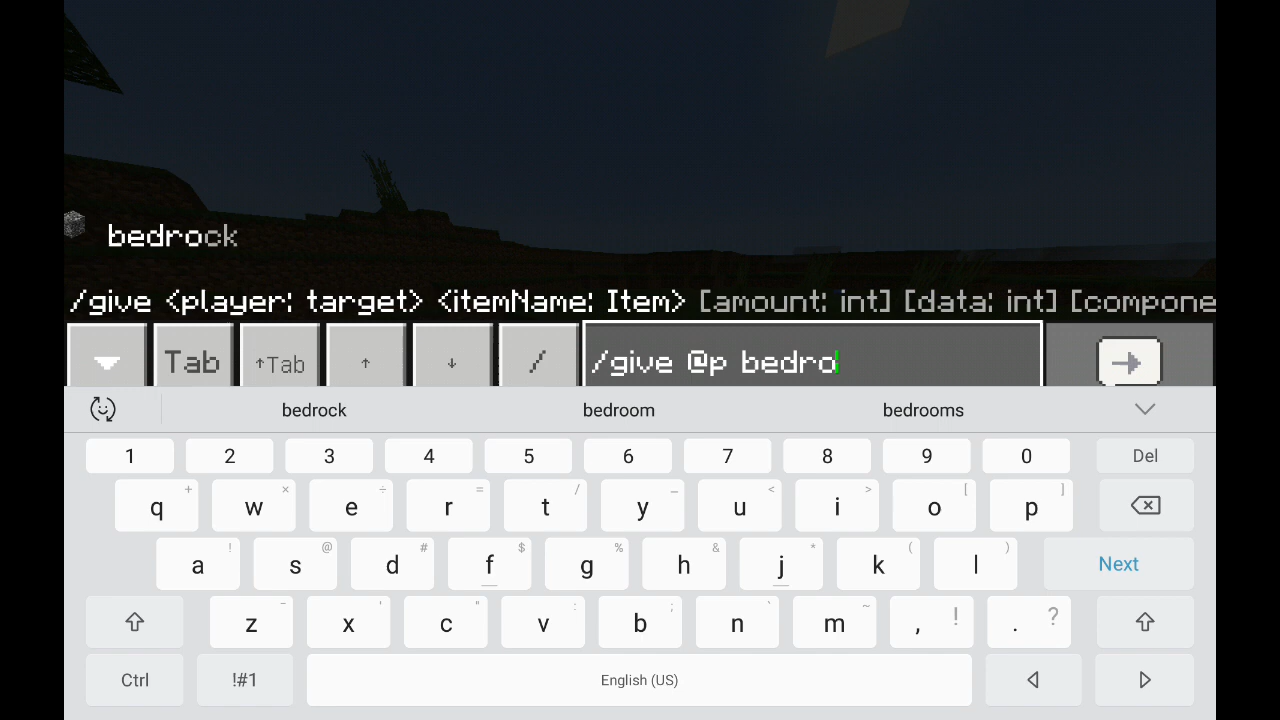 bedrock
/give <player: target> <itemName: Item> [amount: int] [data: int] [compone
Tab ↑Tab ↑ ↓ / /give @p bedro
bedrock bedroom bedrooms
1 2 3 4 5 6 7 8 9 0 Del
q + w × e ÷ r = t / y _ u < i > o [ p ]
a ! s @ d # f $ g % h & j * k ( l ) Next
z - x ' c " v : b ; n ` m ~ , ! . ?
Ctrl !#1 English (US)